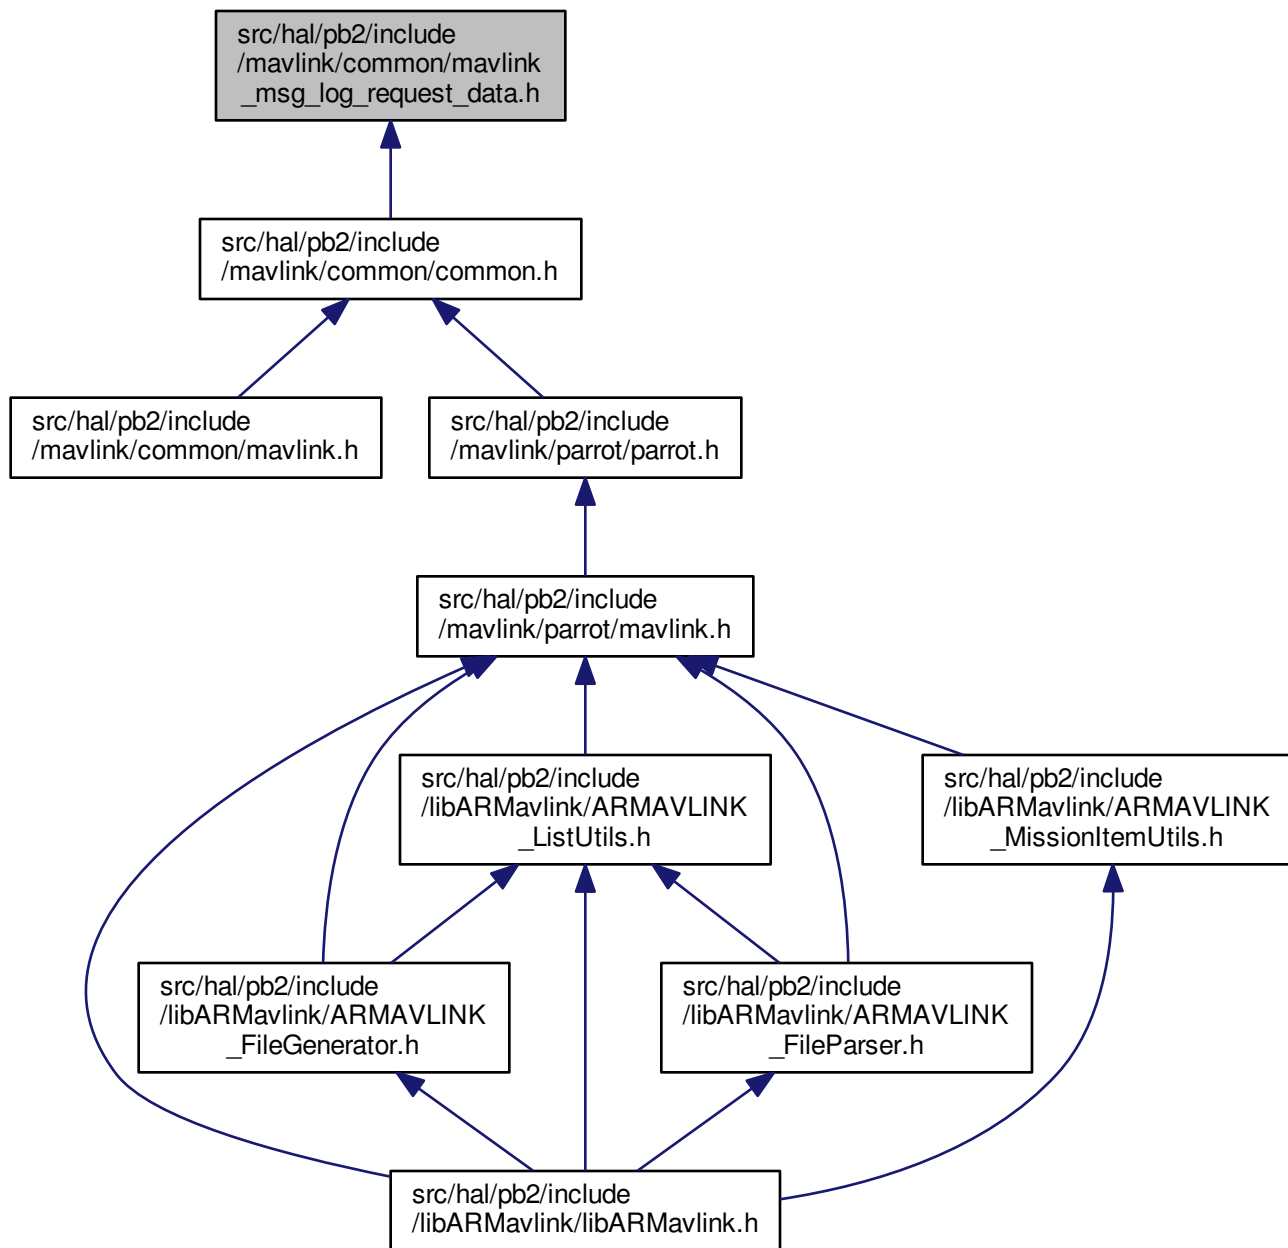 src/hal/pb2/include
/mavlink/common/mavlink
_msg_log_request_data.h
src/hal/pb2/include
/mavlink/common/common.h
src/hal/pb2/include
/mavlink/common/mavlink.h
src/hal/pb2/include
/mavlink/parrot/parrot.h
src/hal/pb2/include
/mavlink/parrot/mavlink.h
src/hal/pb2/include
/libARMavlink/ARMAVLINK
_ListUtils.h
src/hal/pb2/include
/libARMavlink/ARMAVLINK
_MissionItemUtils.h
src/hal/pb2/include
/libARMavlink/ARMAVLINK
_FileGenerator.h
src/hal/pb2/include
/libARMavlink/ARMAVLINK
_FileParser.h
src/hal/pb2/include
/libARMavlink/libARMavlink.h